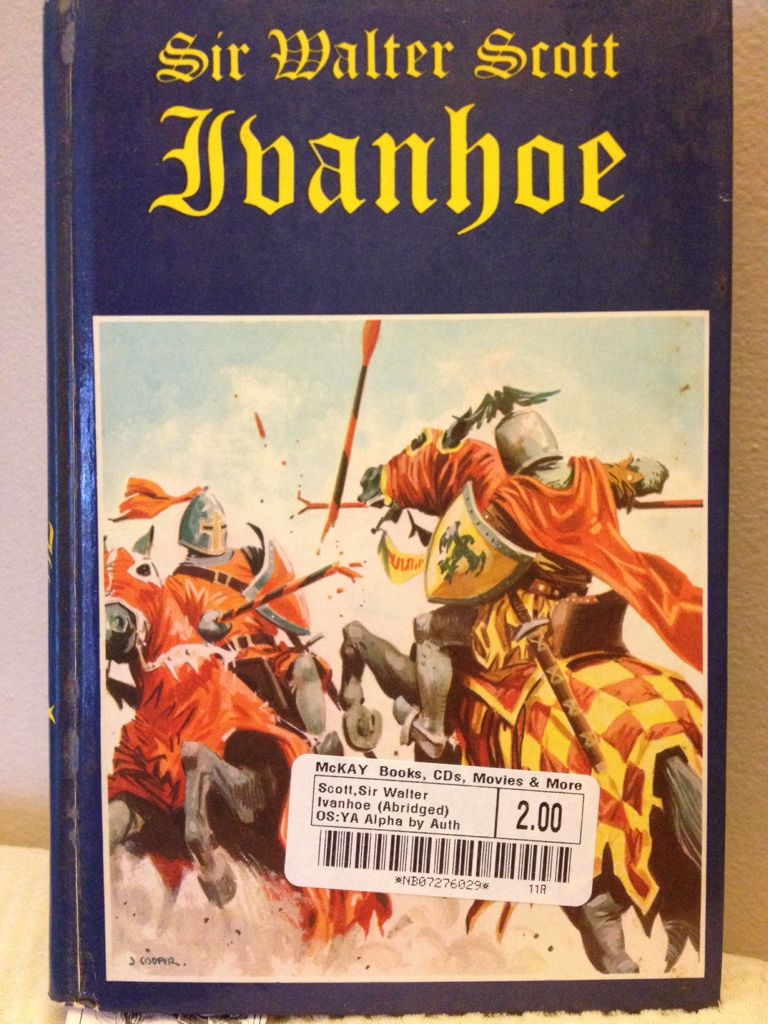 Sir Walter Scott
Ivanhoe
McKAY Books, CDs, Movies & More
Scott,Sir Walter
Ivanhoe (Abridged)
OS:YA Alpha by Auth
2.00
*NB07276029*
11R